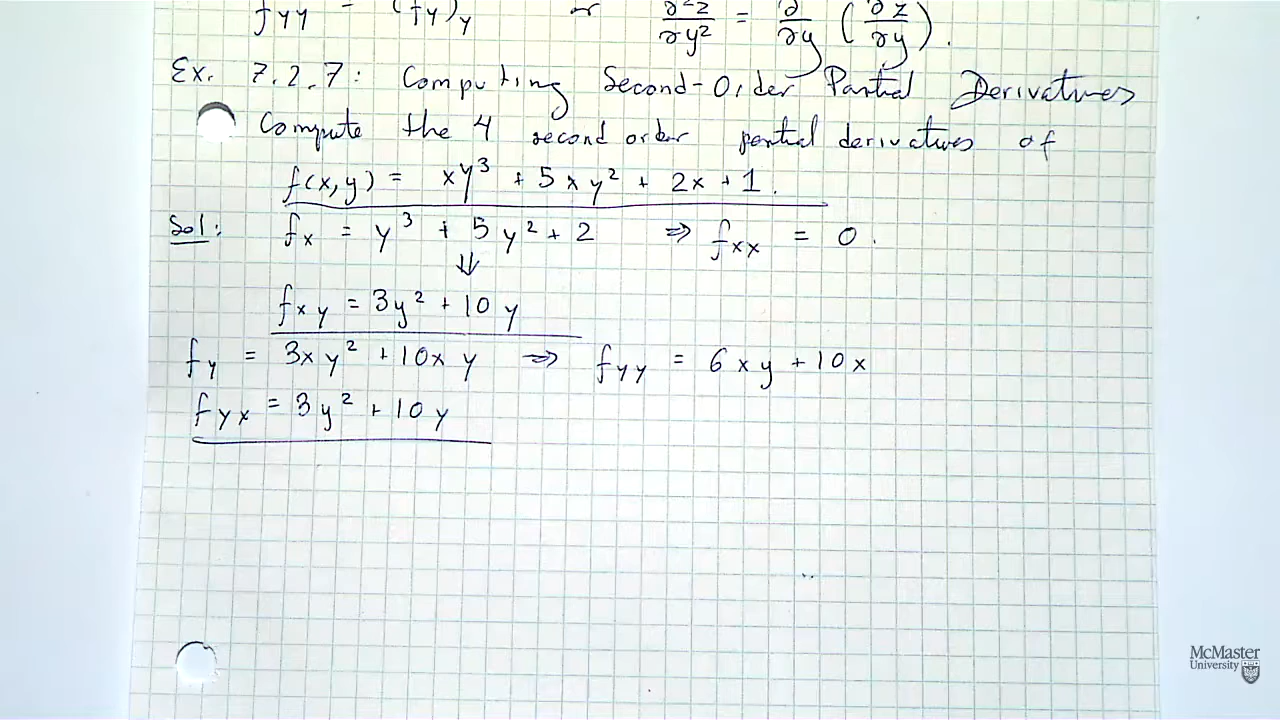 fyy = (fy)y or ∂²z/∂y² = ∂/∂y (∂z/∂y).
Ex. 7.2.7: Computing Second-Order Partial Derivatives
Compute the 4 second order partial derivatives of
f(x,y) = xy³ + 5xy² + 2x + 1.
Sol: fx = y³ + 5y² + 2 ⇒ fxx = 0.
⇓
fxy = 3y² + 10y
fy = 3xy² + 10xy ⇒ fyy = 6xy + 10x
fyx = 3y² + 10y
McMaster
University